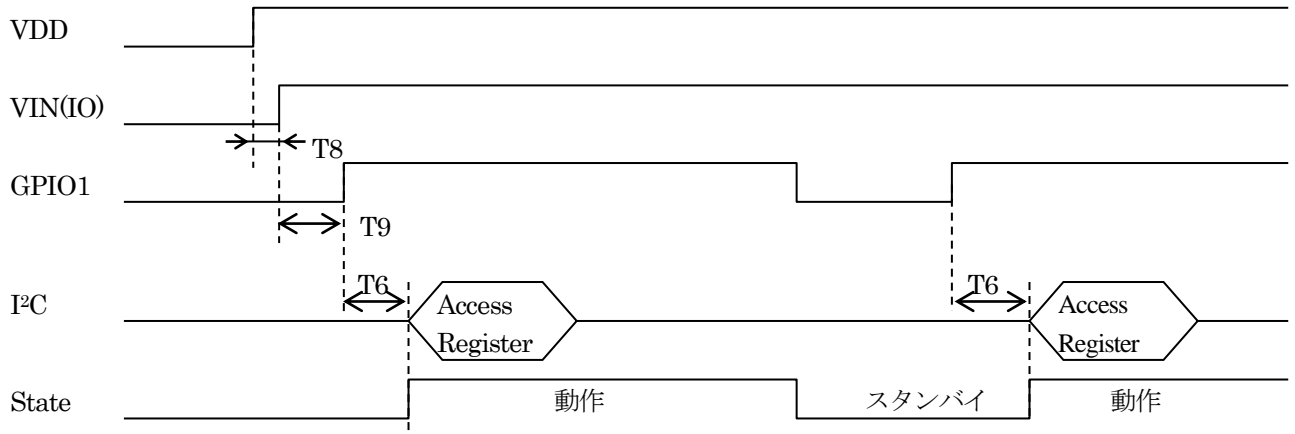 VDD
VIN(IO)
T8
GPIO1
T9
T6
T6
I²C
Access
Register
Access
Register
State
動作
スタンバイ
動作